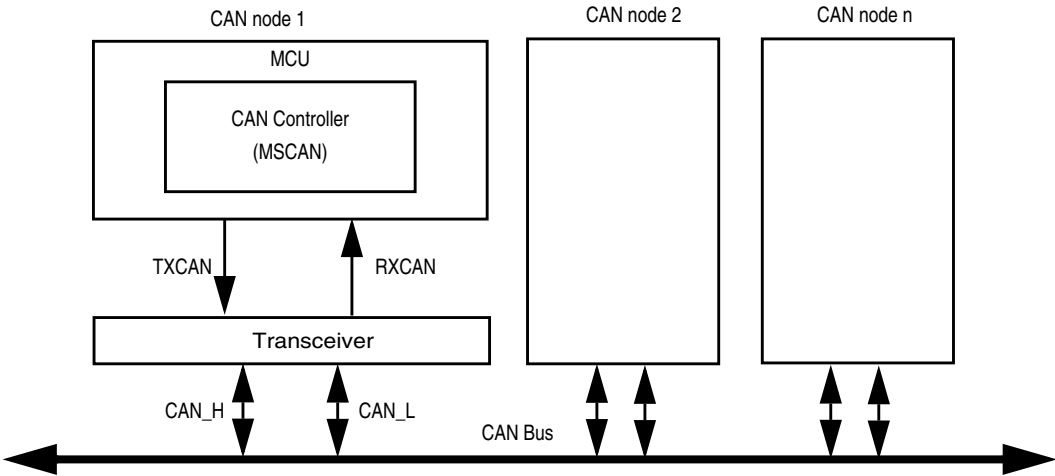 CAN node 1
CAN node 2
CAN node n
MCU
CAN Controller
(MSCAN)
TXCAN
RXCAN
Transceiver
CAN_H
CAN_L
CAN Bus